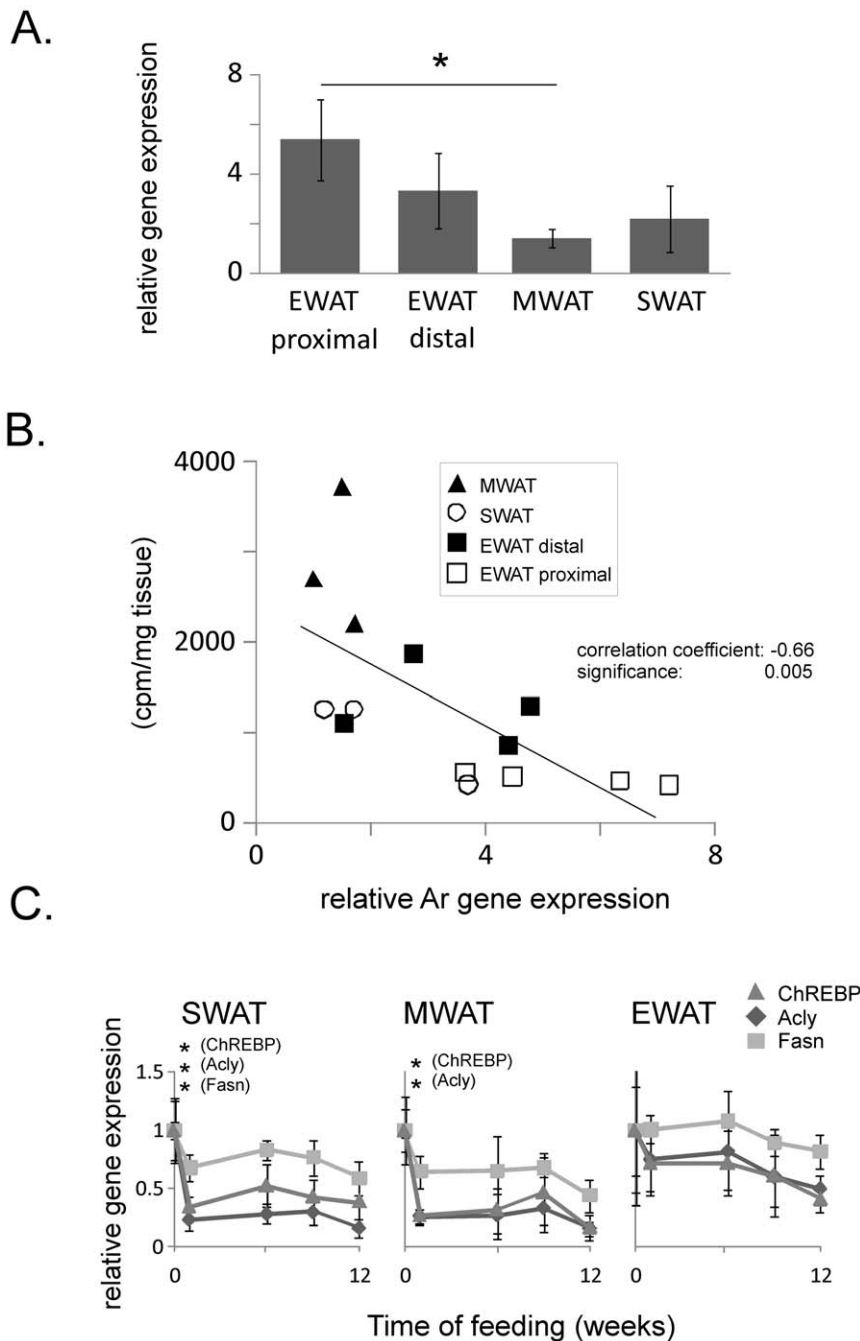 A.
relative gene expression
8
4
0
*
EWAT proximal
EWAT distal
MWAT
SWAT
B.
(cpm/mg tissue)
4000
2000
0
MWAT
SWAT
EWAT distal
EWAT proximal
correlation coefficient: -0.66
significance: 0.005
0 4 8
relative Ar gene expression
C.
ChREBP
Acly
Fasn
SWAT
* (ChREBP)
* (Acly)
* (Fasn)
MWAT
* (ChREBP)
* (Acly)
EWAT
relative gene expression
1.5
1
0.5
0
0 12
0 12
0 12
Time of feeding (weeks)